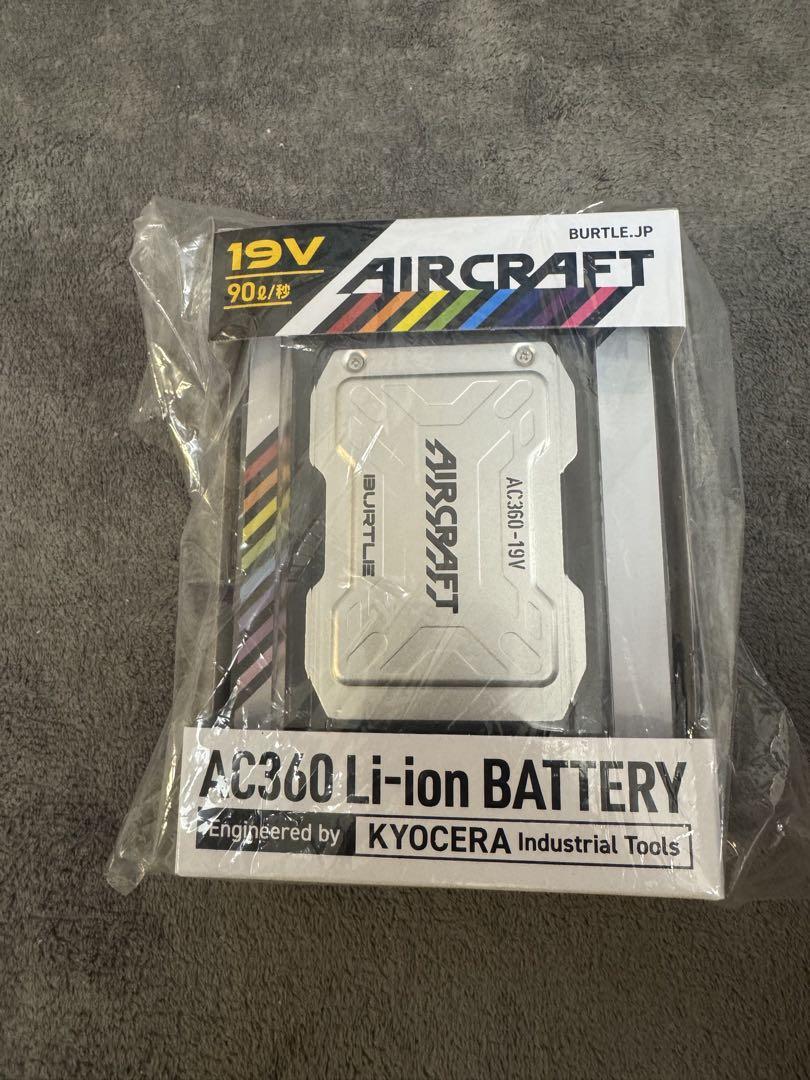 19V
90ℓ/秒
BURTLE.JP
AIRCRAFT
AC360-19V
AIRCRAFT
BURTLE
AC360 Li-ion BATTERY
Engineered by KYOCERA Industrial Tools